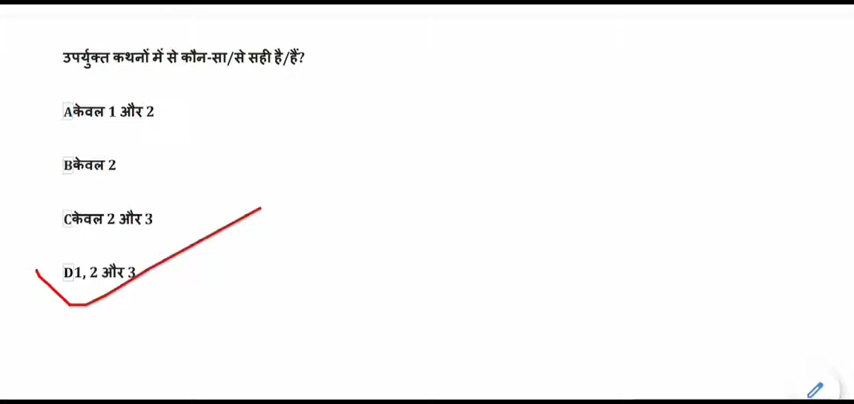 उपर्युक्त कथनों में से कौन-सा/से सही है/हैं?
Aकेवल 1 और 2
Bकेवल 2
Cकेवल 2 और 3
D1, 2 और 3